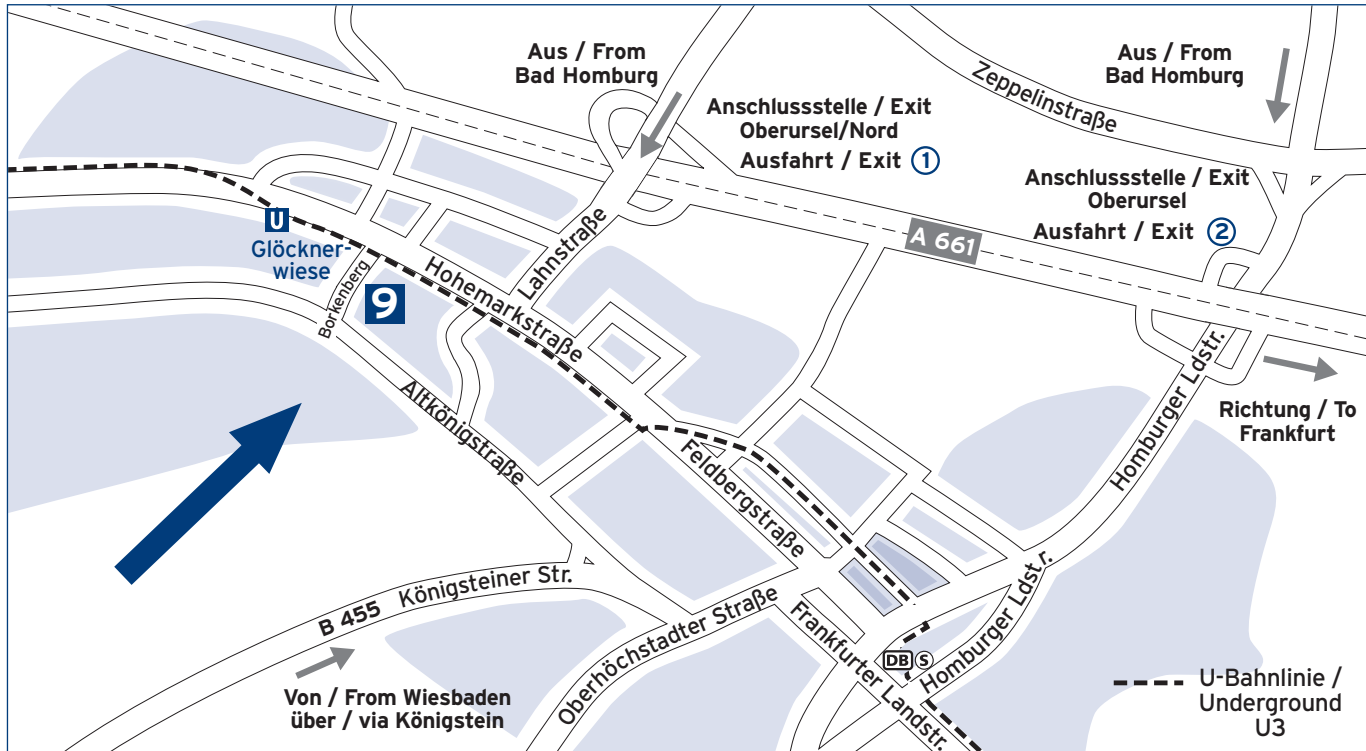 Aus / From
Bad Homburg
Zeppelinstraße
Aus / From
Bad Homburg
Anschlussstelle / Exit
Oberursel/Nord
Ausfahrt / Exit ①
Anschlussstelle / Exit
Oberursel
Ausfahrt / Exit ②
U
Glöckner-
wiese
Lahnstraße
A 661
Borkenberg
9
Hohemarkstraße
Homburger Ldstr.
Richtung / To
Frankfurt
Altkönigstraße
Feldbergstraße
B 455 Königsteiner Str.
Oberhöchstadter Straße
Frankfurter Landstr.
Homburger Ldstr.
DB S
Von / From Wiesbaden
über / via Königstein
U-Bahnlinie /
Underground
U3